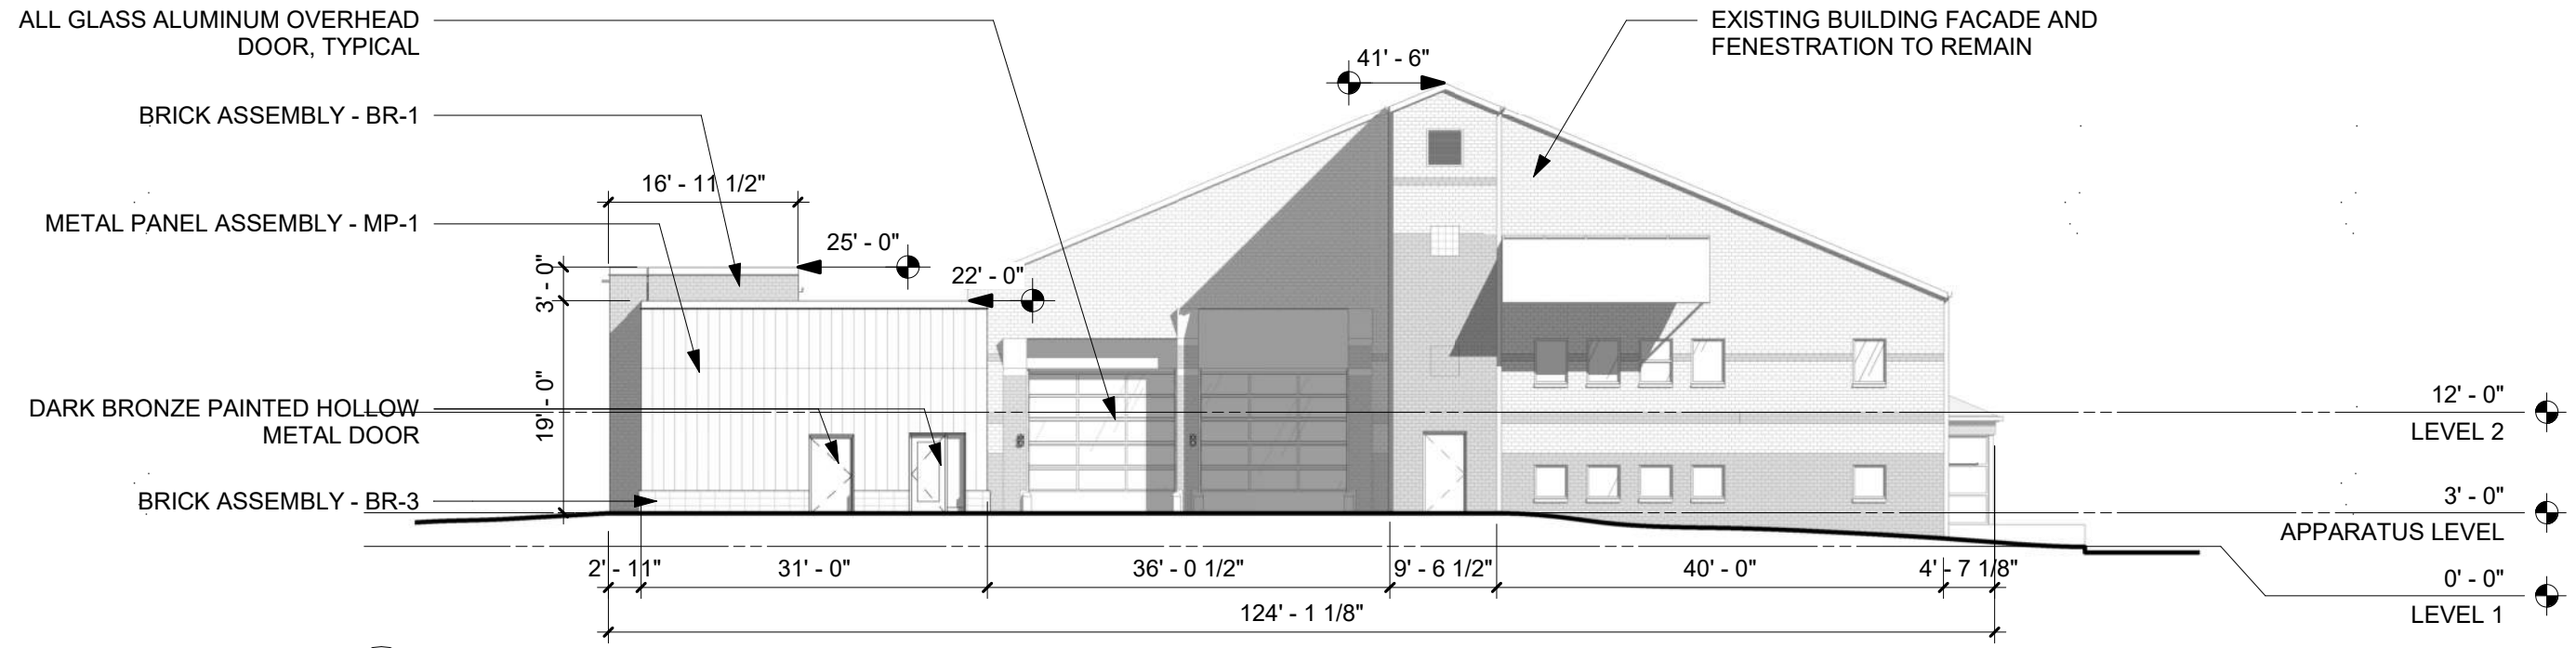 ALL GLASS ALUMINUM OVERHEAD
DOOR, TYPICAL
BRICK ASSEMBLY - BR-1
METAL PANEL ASSEMBLY - MP-1
DARK BRONZE PAINTED HOLLOW
METAL DOOR
BRICK ASSEMBLY - BR-3
EXISTING BUILDING FACADE AND
FENESTRATION TO REMAIN
41' - 6"
16' - 11 1/2"
25' - 0"
22' - 0"
3' - 0"
19' - 0"
12' - 0"
LEVEL 2
3' - 0"
APPARATUS LEVEL
0' - 0"
LEVEL 1
2' - 11"
31' - 0"
36' - 0 1/2"
9' - 6 1/2"
40' - 0"
4' - 7 1/8"
124' - 1 1/8"